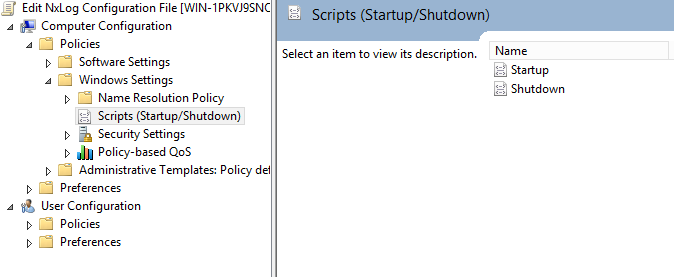 Edit NxLog Configuration File [WIN-1PKVJ9SNC
Computer Configuration
Policies
Software Settings
Windows Settings
Name Resolution Policy
Scripts (Startup/Shutdown)
Security Settings
Policy-based QoS
Administrative Templates: Policy def
Preferences
User Configuration
Policies
Preferences
Scripts (Startup/Shutdown)
Select an item to view its description.
Name
Startup
Shutdown